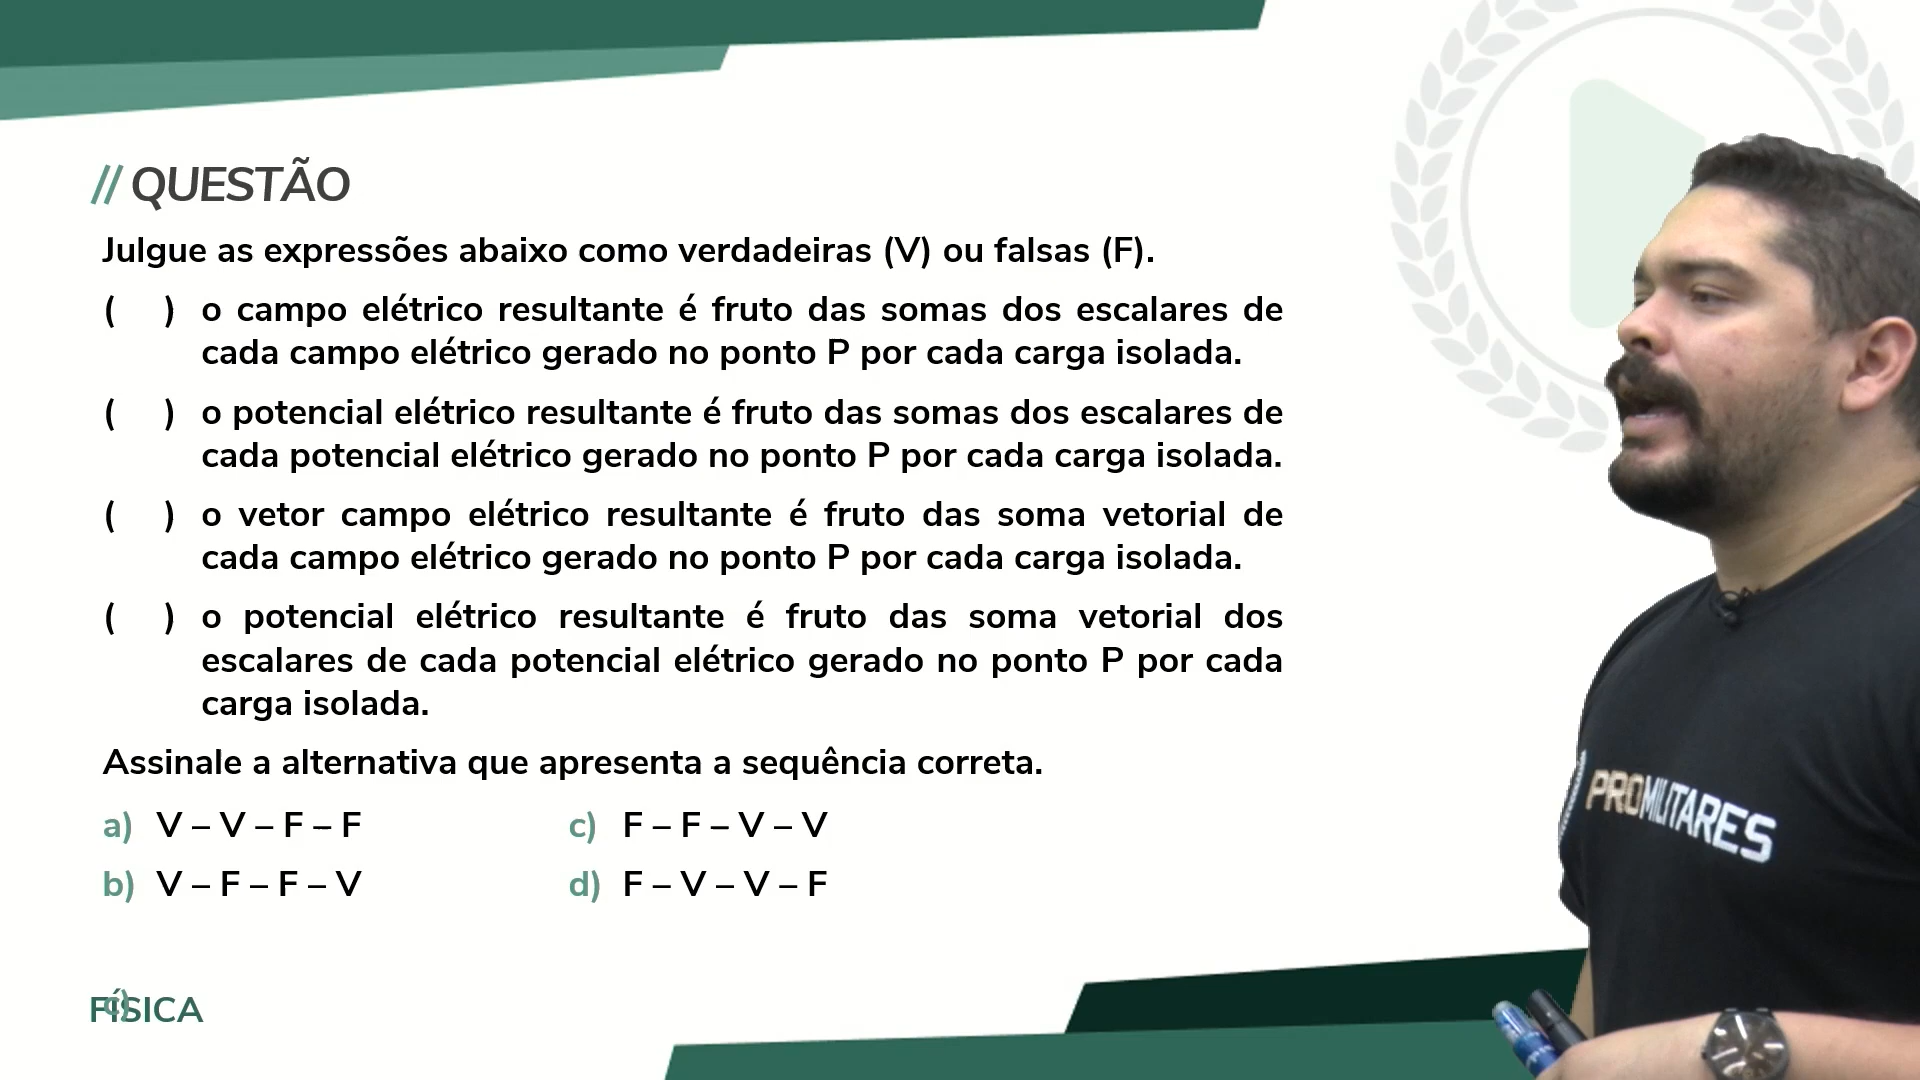 // QUESTÃO
Julgue as expressões abaixo como verdadeiras (V) ou falsas (F).
( ) o campo elétrico resultante é fruto das somas dos escalares de
cada campo elétrico gerado no ponto P por cada carga isolada.
( ) o potencial elétrico resultante é fruto das somas dos escalares de
cada potencial elétrico gerado no ponto P por cada carga isolada.
( ) o vetor campo elétrico resultante é fruto das soma vetorial de
cada campo elétrico gerado no ponto P por cada carga isolada.
( ) o potencial elétrico resultante é fruto das soma vetorial dos
escalares de cada potencial elétrico gerado no ponto P por cada
carga isolada.
Assinale a alternativa que apresenta a sequência correta.
a) V – V – F – F
b) V – F – F – V
c) F – F – V – V
d) F – V – V – F
c)
FÍSICA
PROMILITARES